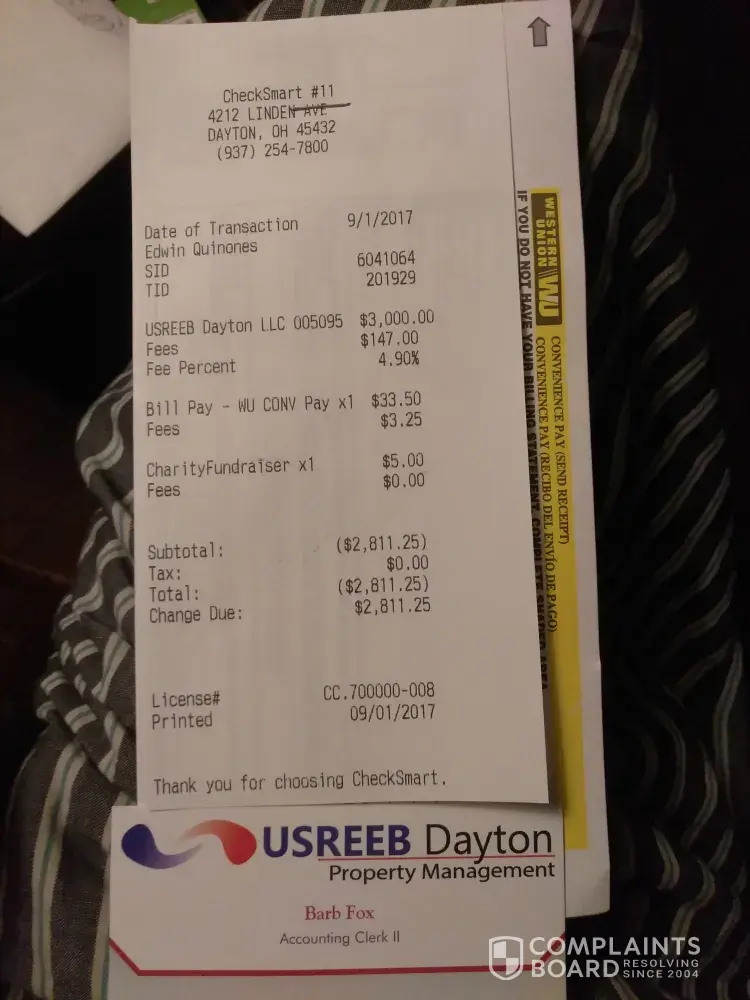 CheckSmart #11
4212 LINDEN AVE
DAYTON, OH 45432
(937) 254-7800
Date of Transaction 9/1/2017
Edwin Quinones
SID 6041064
TID 201929
USREEB Dayton LLC 005095 $3,000.00
Fees $147.00
Fee Percent 4.90%
Bill Pay - WU CONV Pay x1 $33.50
Fees $3.25
CharityFundraiser x1 $5.00
Fees $0.00
Subtotal: ($2,811.25)
Tax: $0.00
Total: ($2,811.25)
Change Due: $2,811.25
License# CC.700000-008
Printed 09/01/2017
Thank you for choosing CheckSmart.
WESTERN
UNION WU
CONVENIENCE PAY (SEND RECEIPT)
CONVENIENCE PAY (RECIBO DEL ENVÍO DE PAGO)
IF YOU DO NOT HAVE YOUR BILLING STATEMENT, COMPLETE SHADED AREA
USREEB Dayton
Property Management
Barb Fox
Accounting Clerk II
COMPLAINTS
BOARD RESOLVING
SINCE 2004